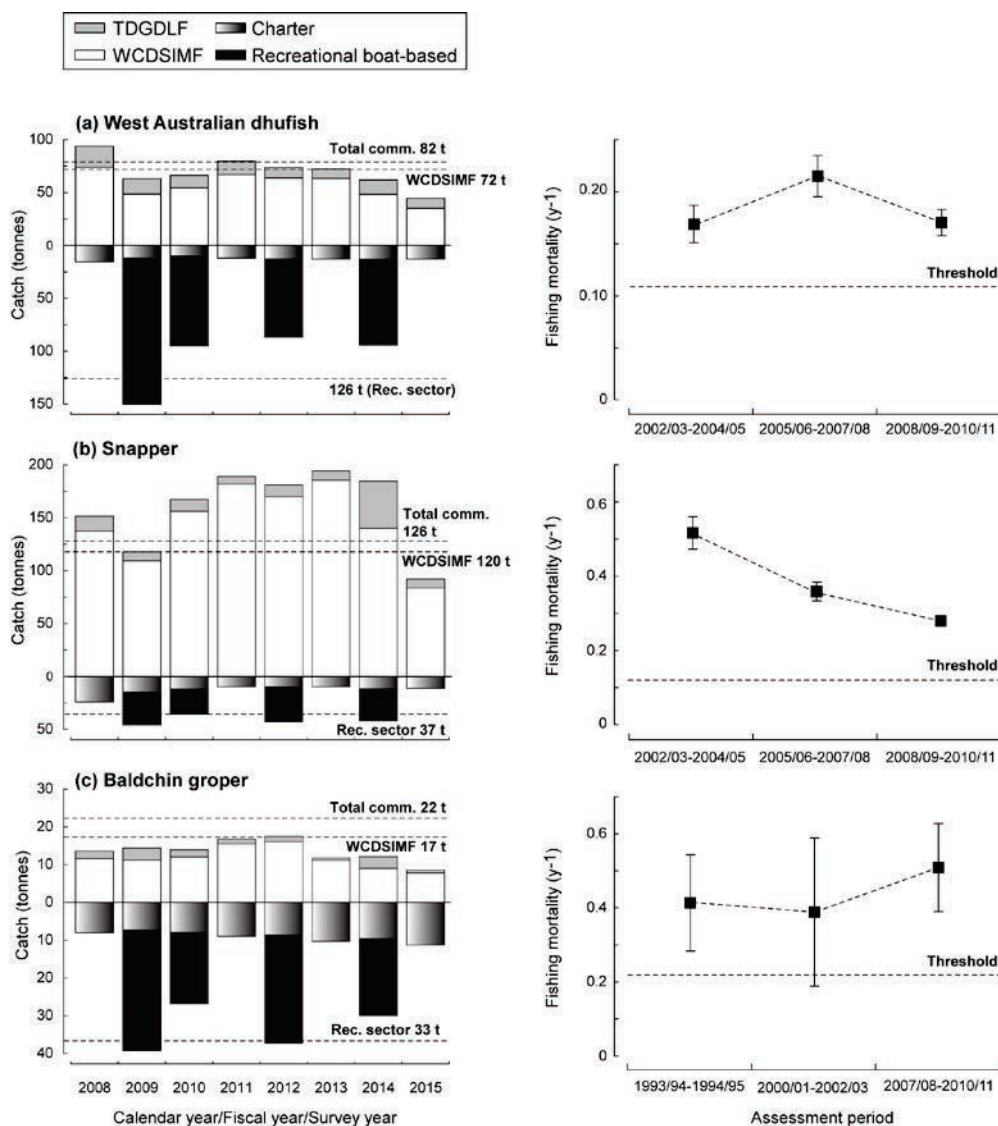 TDGDLF
Charter
WCDSIMF
Recreational boat-based
(a) West Australian dhufish
100
50
0
50
100
150
Catch (tonnes)
Total comm. 82 t
WCDSIMF 72 t
126 t (Rec. sector)
0.20
0.10
0
Fishing mortality (y-1)
Threshold
2002/03-2004/05
2005/06-2007/08
2008/09-2010/11
(b) Snapper
200
150
100
50
0
50
Catch (tonnes)
Total comm.
126 t
WCDSIMF 120 t
Rec. sector 37 t
0.6
0.4
0.2
0
Fishing mortality (y-1)
Threshold
2002/03-2004/05
2005/06-2007/08
2008/09-2010/11
(c) Baldchin groper
30
20
10
0
10
20
30
40
Catch (tonnes)
Total comm. 22 t
WCDSIMF 17 t
Rec. sector 33 t
2008 2009 2010 2011 2012 2013 2014 2015
Calendar year/Fiscal year/Survey year
0.6
0.4
0.2
0
Fishing mortality (y-1)
Threshold
1993/94-1994/95
2000/01-2002/03
2007/08-2010/11
Assessment period